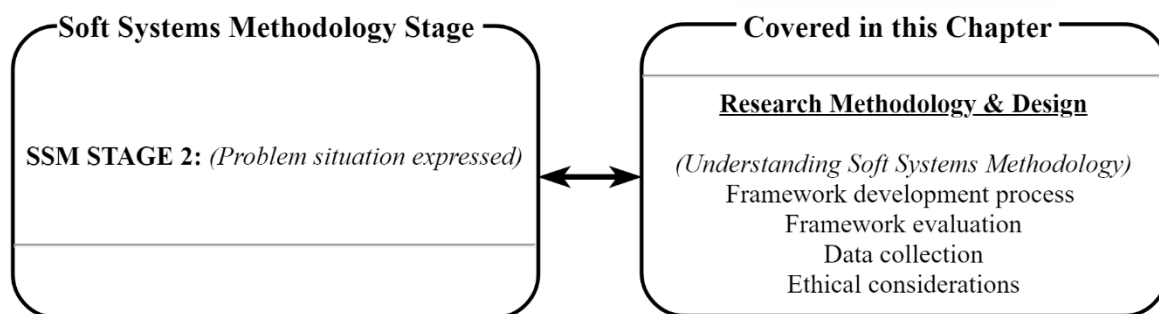 Soft Systems Methodology Stage
SSM STAGE 2: (Problem situation expressed)
Covered in this Chapter
Research Methodology & Design
(Understanding Soft Systems Methodology)
Framework development process
Framework evaluation
Data collection
Ethical considerations